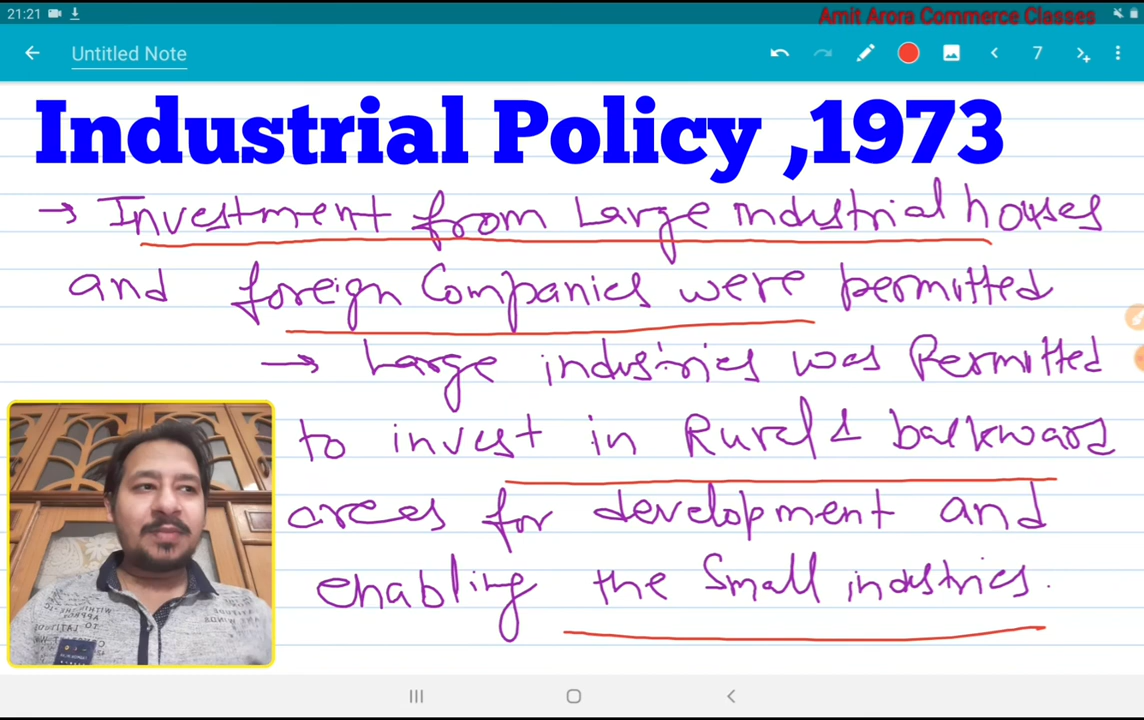 21:21
Amit Arora Commerce Classes
Untitled Note
7
Industrial Policy ,1973
→ Investment from Large industrial houses
and foreign Companies were permitted
→ Large industries was Permitted
to invest in Rural & backward
areas for development and
enabling the Small industries.